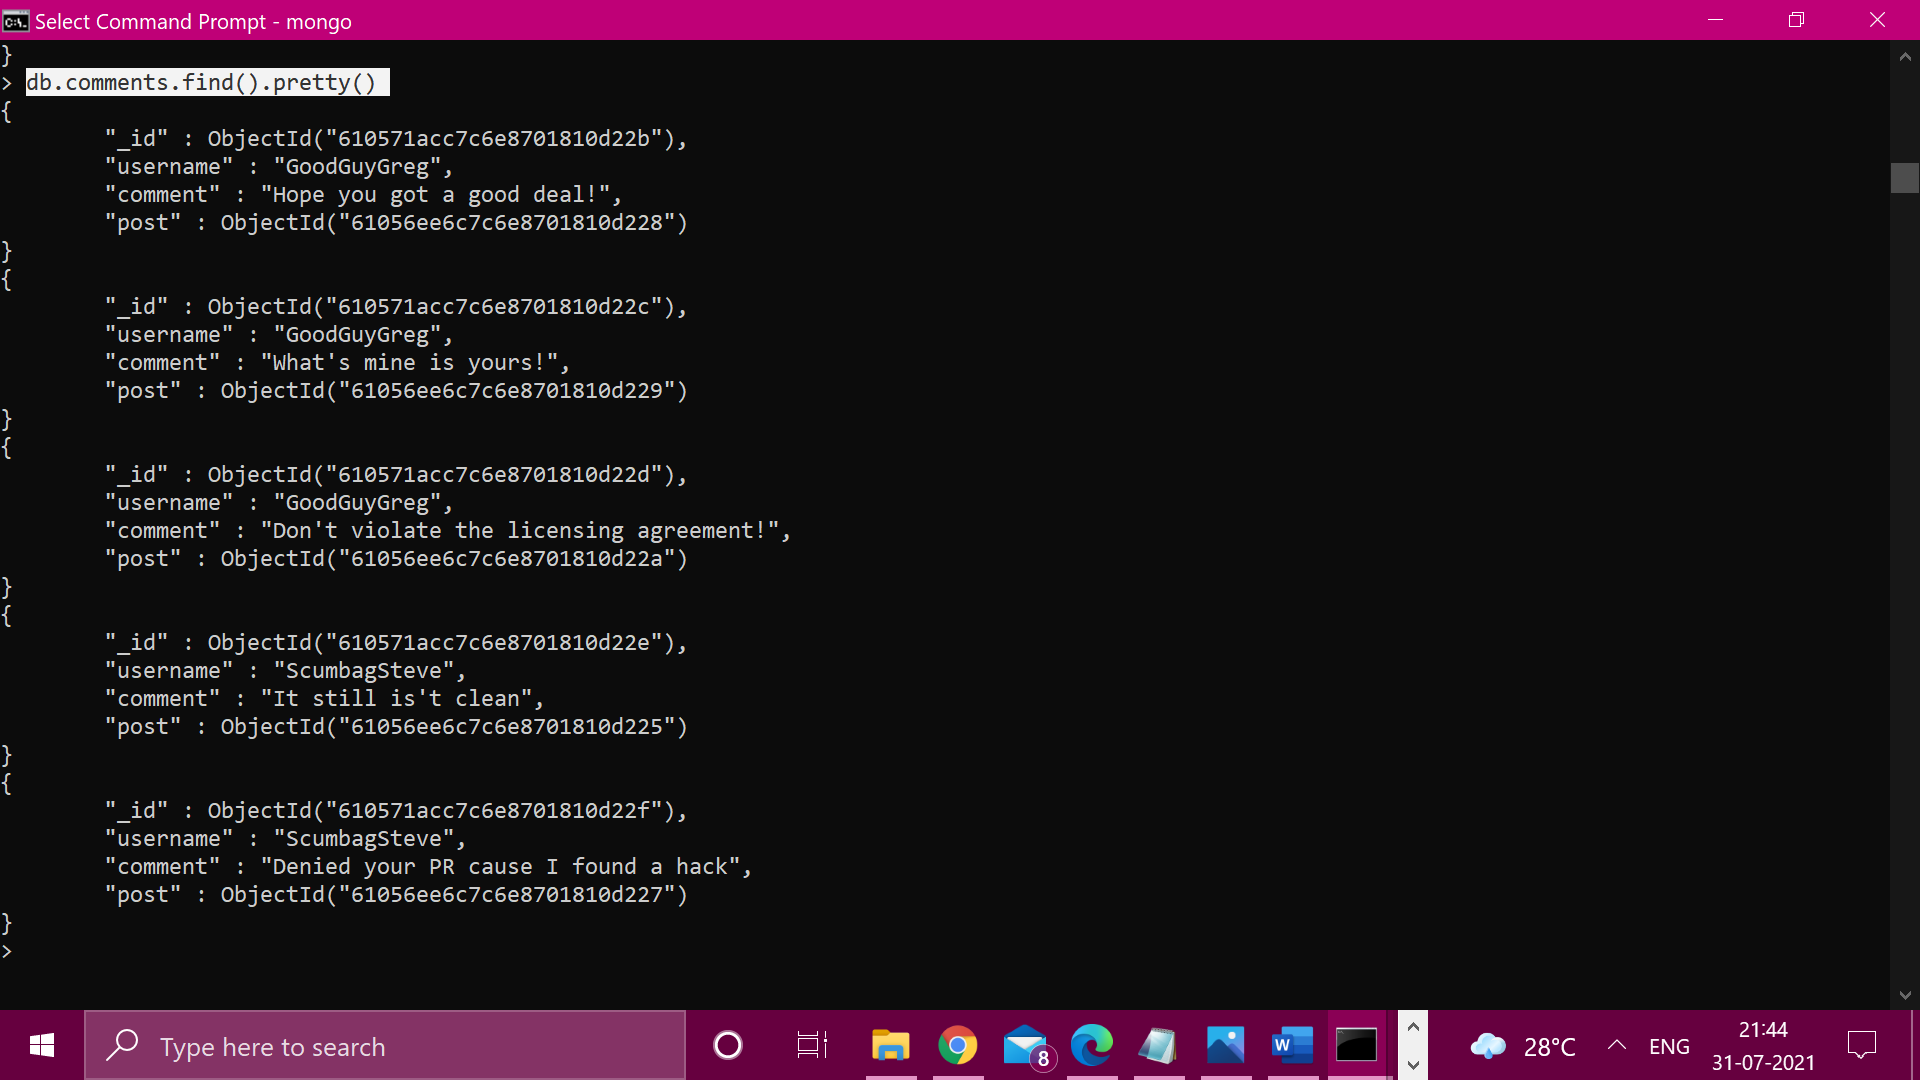 Select Command Prompt - mongo
}
> db.comments.find().pretty()
{
"_id" : ObjectId("610571acc7c6e8701810d22b"),
"username" : "GoodGuyGreg",
"comment" : "Hope you got a good deal!",
"post" : ObjectId("61056ee6c7c6e8701810d228")
}
{
"_id" : ObjectId("610571acc7c6e8701810d22c"),
"username" : "GoodGuyGreg",
"comment" : "What's mine is yours!",
"post" : ObjectId("61056ee6c7c6e8701810d229")
}
{
"_id" : ObjectId("610571acc7c6e8701810d22d"),
"username" : "GoodGuyGreg",
"comment" : "Don't violate the licensing agreement!",
"post" : ObjectId("61056ee6c7c6e8701810d22a")
}
{
"_id" : ObjectId("610571acc7c6e8701810d22e"),
"username" : "ScumbagSteve",
"comment" : "It still is't clean",
"post" : ObjectId("61056ee6c7c6e8701810d225")
}
{
"_id" : ObjectId("610571acc7c6e8701810d22f"),
"username" : "ScumbagSteve",
"comment" : "Denied your PR cause I found a hack",
"post" : ObjectId("61056ee6c7c6e8701810d227")
}
>
Type here to search
8
W
28°C
ENG
21:44
31-07-2021